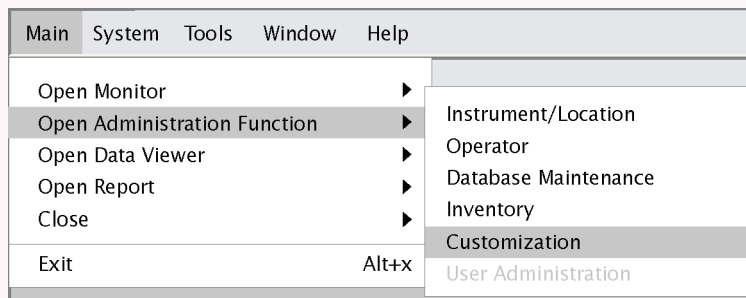 Main System Tools Window Help
Open Monitor
Open Administration Function
Open Data Viewer
Open Report
Close
Exit Alt+x
Instrument/Location
Operator
Database Maintenance
Inventory
Customization
User Administration